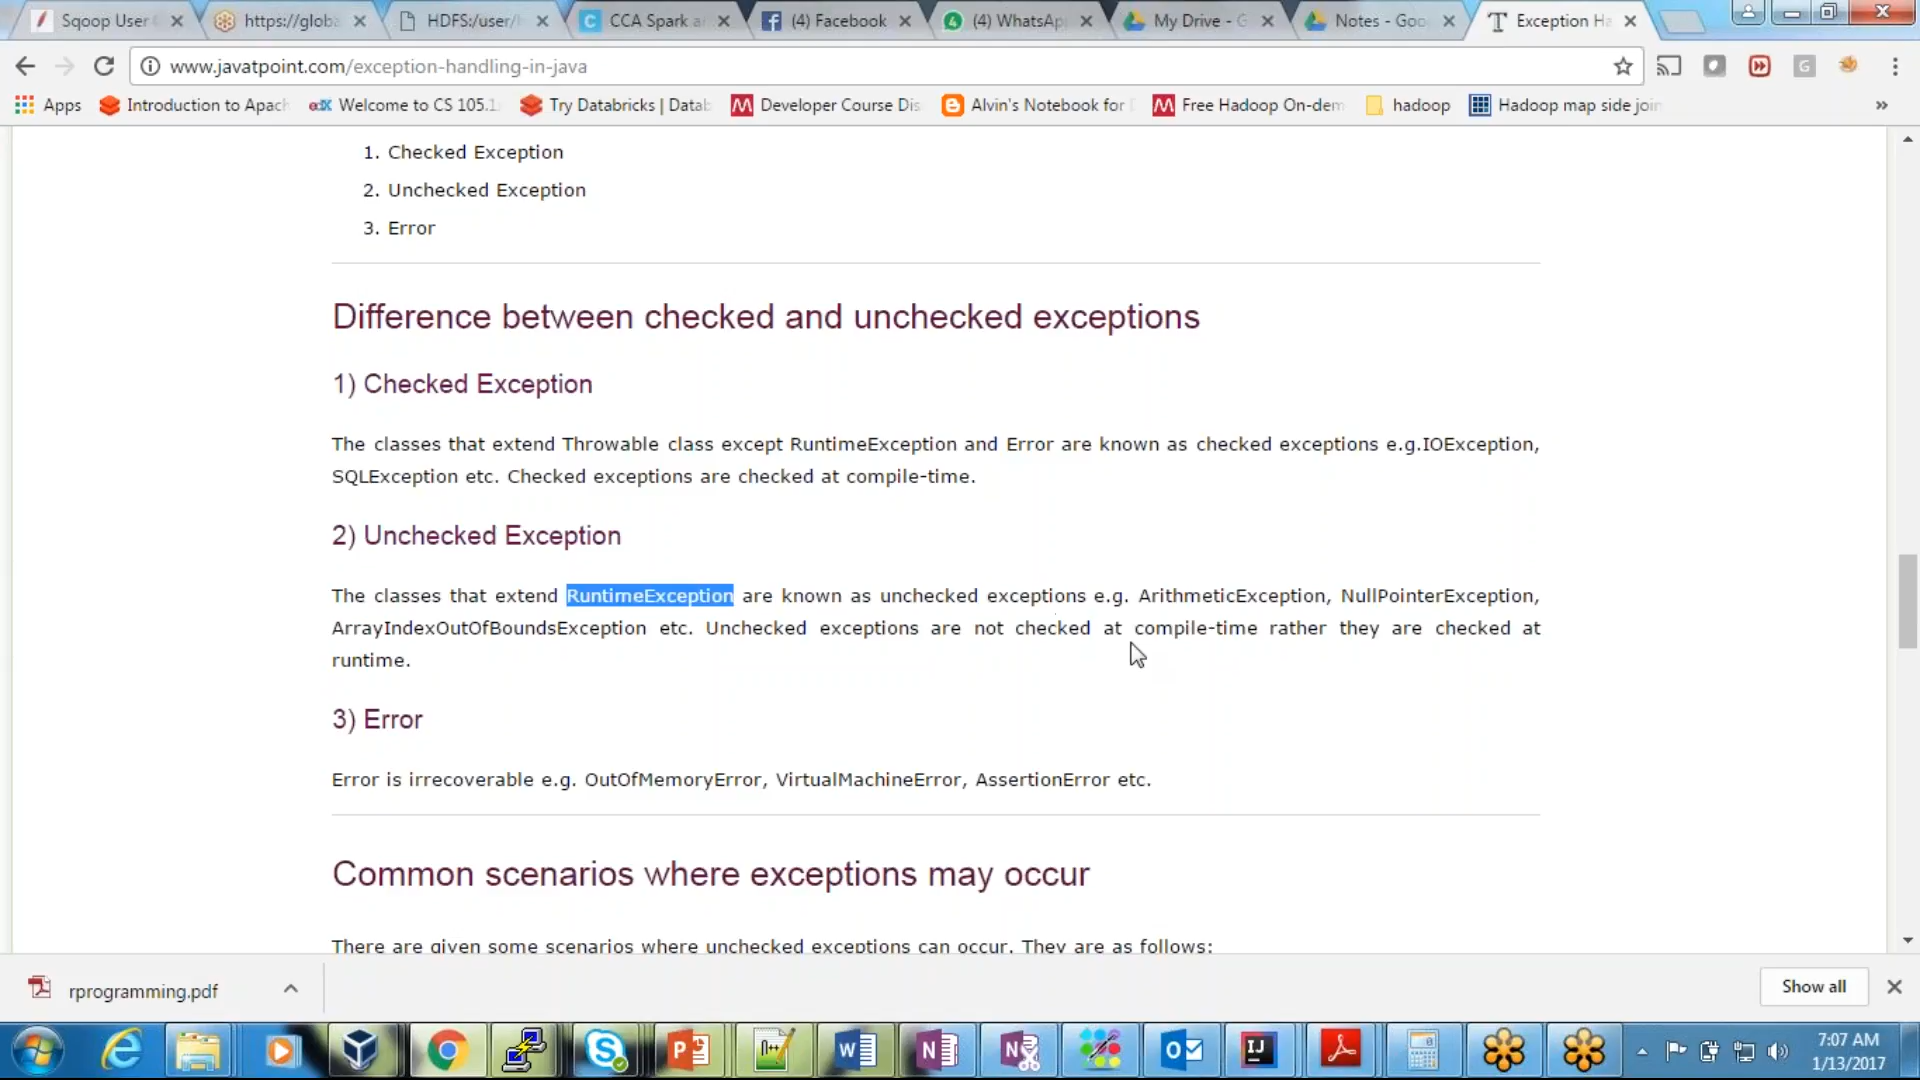 Sqoop User
https://globa
HDFS:/user/
CCA Spark a
(4) Facebook
(4) WhatsAp
My Drive - G
Notes - Goo
Exception Ha
www.javatpoint.com/exception-handling-in-java
Apps
Introduction to Apach
Welcome to CS 105.1
Try Databricks | Datab
Developer Course Dis
Alvin's Notebook for
Free Hadoop On-dem
hadoop
Hadoop map side join
1. Checked Exception
2. Unchecked Exception
3. Error
Difference between checked and unchecked exceptions
1) Checked Exception
The classes that extend Throwable class except RuntimeException and Error are known as checked exceptions e.g.IOException,
SQLException etc. Checked exceptions are checked at compile-time.
2) Unchecked Exception
The classes that extend RuntimeException are known as unchecked exceptions e.g. ArithmeticException, NullPointerException,
ArrayIndexOutOfBoundsException etc. Unchecked exceptions are not checked at compile-time rather they are checked at
runtime.
3) Error
Error is irrecoverable e.g. OutOfMemoryError, VirtualMachineError, AssertionError etc.
Common scenarios where exceptions may occur
There are given some scenarios where unchecked exceptions can occur. They are as follows:
rprogramming.pdf
Show all
7:07 AM
1/13/2017